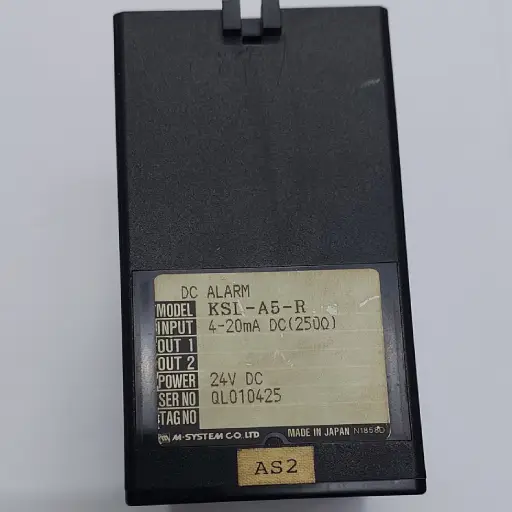 DC ALARM
MODEL KSL-A5-R
INPUT 4-20mA DC(250Ω)
OUT 1
OUT 2
POWER 24V DC
SER NO QL010425
TAG NO
M-SYSTEM CO.,LTD MADE IN JAPAN N1858D
AS2